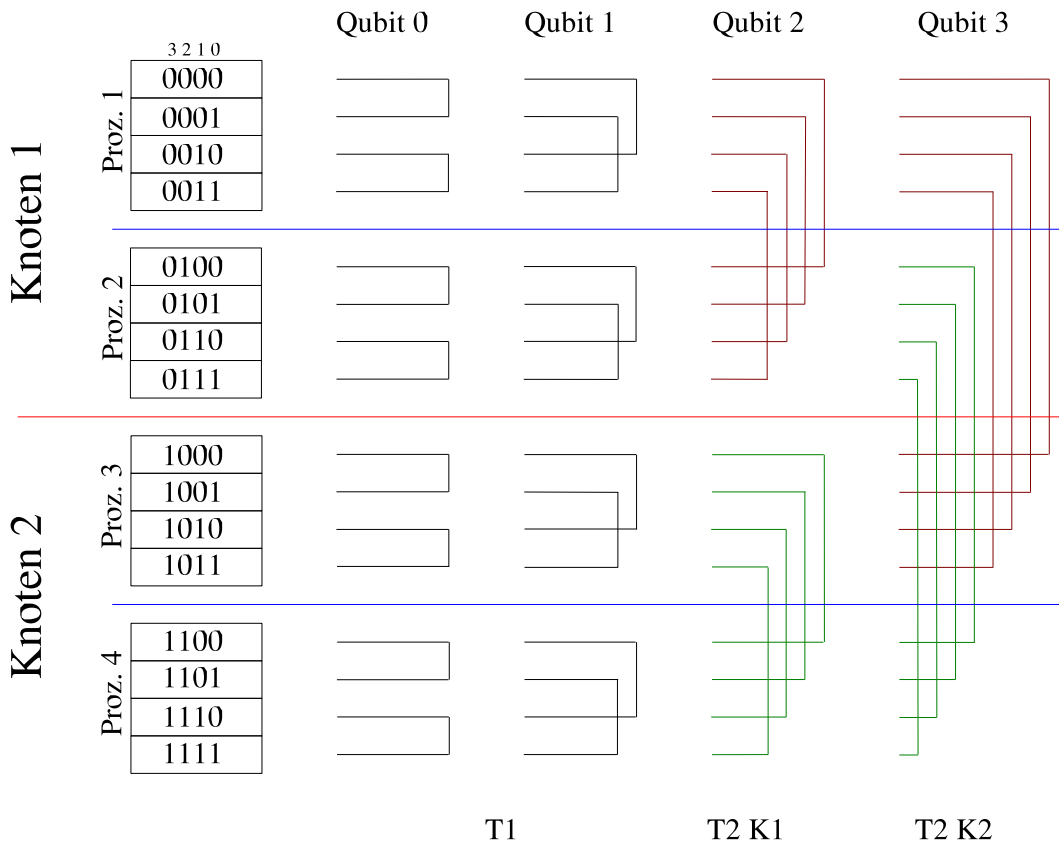 Qubit 0 Qubit 1 Qubit 2 Qubit 3
3 2 1 0
Knoten 1
Proz. 1
0000
0001
0010
0011
Proz. 2
0100
0101
0110
0111
Knoten 2
Proz. 3
1000
1001
1010
1011
Proz. 4
1100
1101
1110
1111
T1 T2 K1 T2 K2